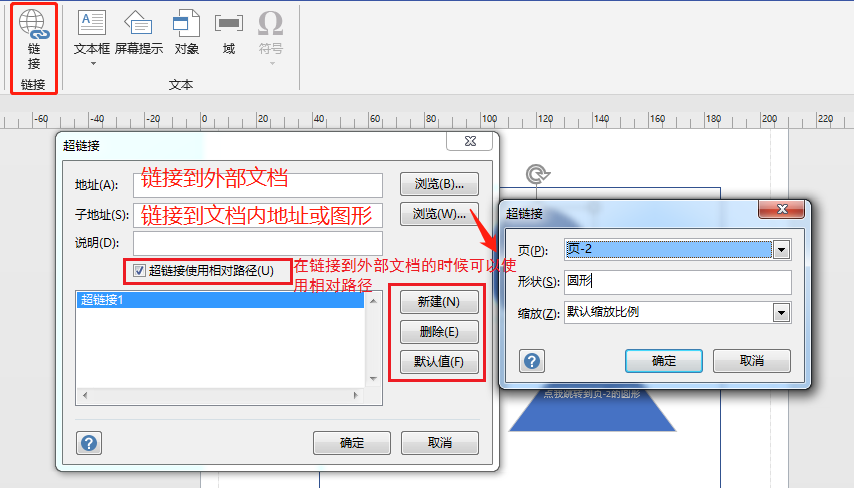 链
接
链接
文本框 屏幕提示 对象 域 符号
文本
-60 -40 -20 0 20 40 60 80 100 120 140 160 180 200 220
超链接
地址(A): 链接到外部文档 浏览(B)...
子地址(S): 链接到文档内地址或图形 浏览(W)...
说明(D):
超链接使用相对路径(U)
在链接到外部文档的时候可以使
用相对路径
超链接1
新建(N)
删除(E)
默认值(F)
确定 取消
超链接
页(P): 页-2
形状(S): 圆形
缩放(Z): 默认缩放比例
确定 取消
点我跳转到页-2的圆形